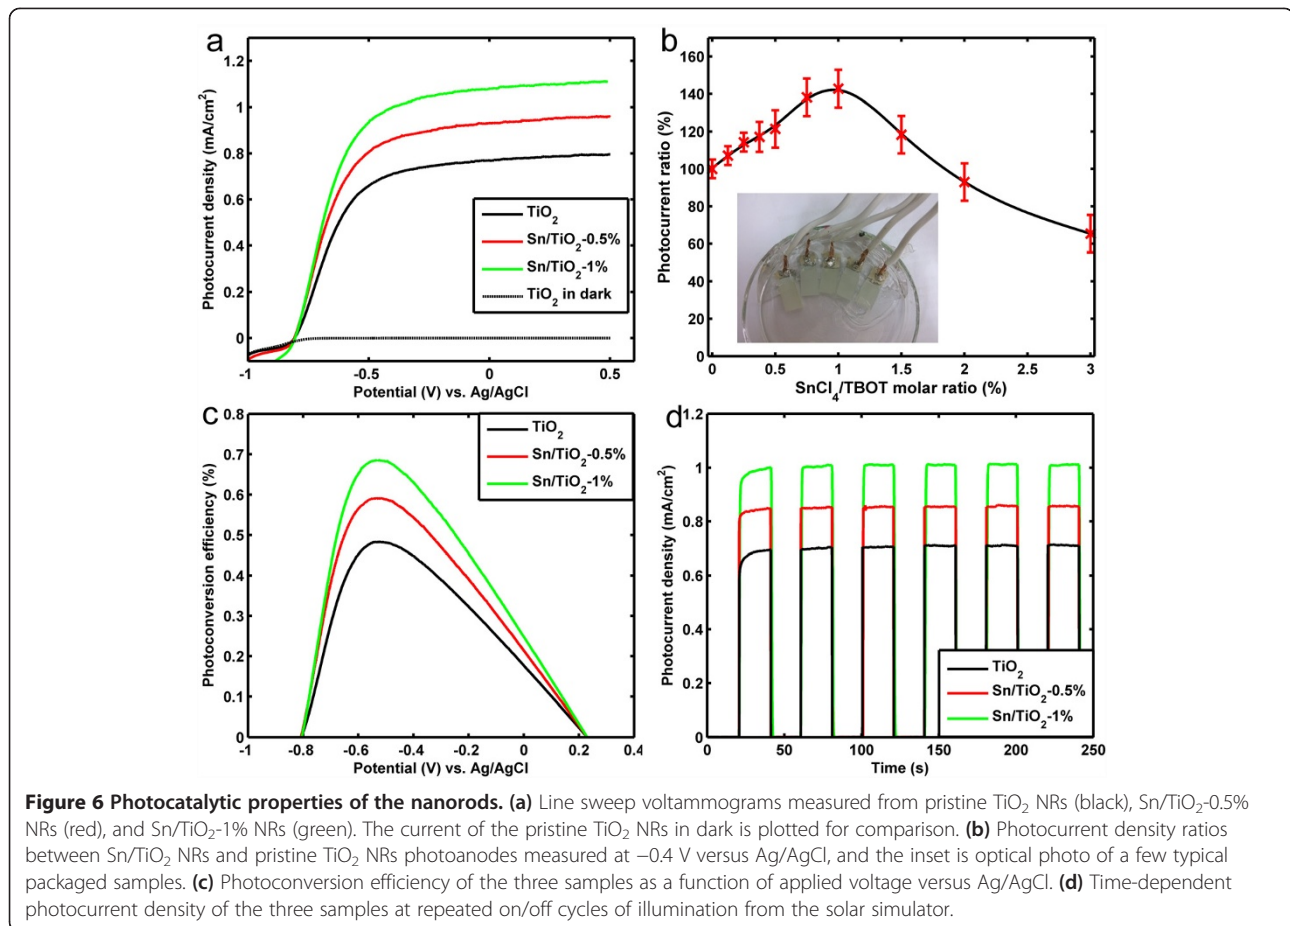 a
Photocurrent density (mA/cm²)
1.2
1
0.8
0.6
0.4
0.2
0
-1
-0.5
0
0.5
Potential (V) vs. Ag/AgCl
TiO₂
Sn/TiO₂-0.5%
Sn/TiO₂-1%
TiO₂ in dark
b
Photocurrent ratio (%)
160
140
120
100
80
60
40
20
0
0
0.5
1
1.5
2
2.5
3
SnCl₄/TBOT molar ratio (%)
c
Photoconversion efficiency (%)
0.8
0.7
0.6
0.5
0.4
0.3
0.2
0.1
0
-1
-0.8
-0.6
-0.4
-0.2
0
0.2
0.4
Potential (V) vs. Ag/AgCl
TiO₂
Sn/TiO₂-0.5%
Sn/TiO₂-1%
d
Photocurrent density (mA/cm²)
1.2
1
0.8
0.6
0.4
0.2
0
0
50
100
150
200
250
Time (s)
TiO₂
Sn/TiO₂-0.5%
Sn/TiO₂-1%
Figure 6 Photocatalytic properties of the nanorods. (a) Line sweep voltammograms measured from pristine TiO₂ NRs (black), Sn/TiO₂-0.5%
NRs (red), and Sn/TiO₂-1% NRs (green). The current of the pristine TiO₂ NRs in dark is plotted for comparison. (b) Photocurrent density ratios
between Sn/TiO₂ NRs and pristine TiO₂ NRs photoanodes measured at −0.4 V versus Ag/AgCl, and the inset is optical photo of a few typical
packaged samples. (c) Photoconversion efficiency of the three samples as a function of applied voltage versus Ag/AgCl. (d) Time-dependent
photocurrent density of the three samples at repeated on/off cycles of illumination from the solar simulator.